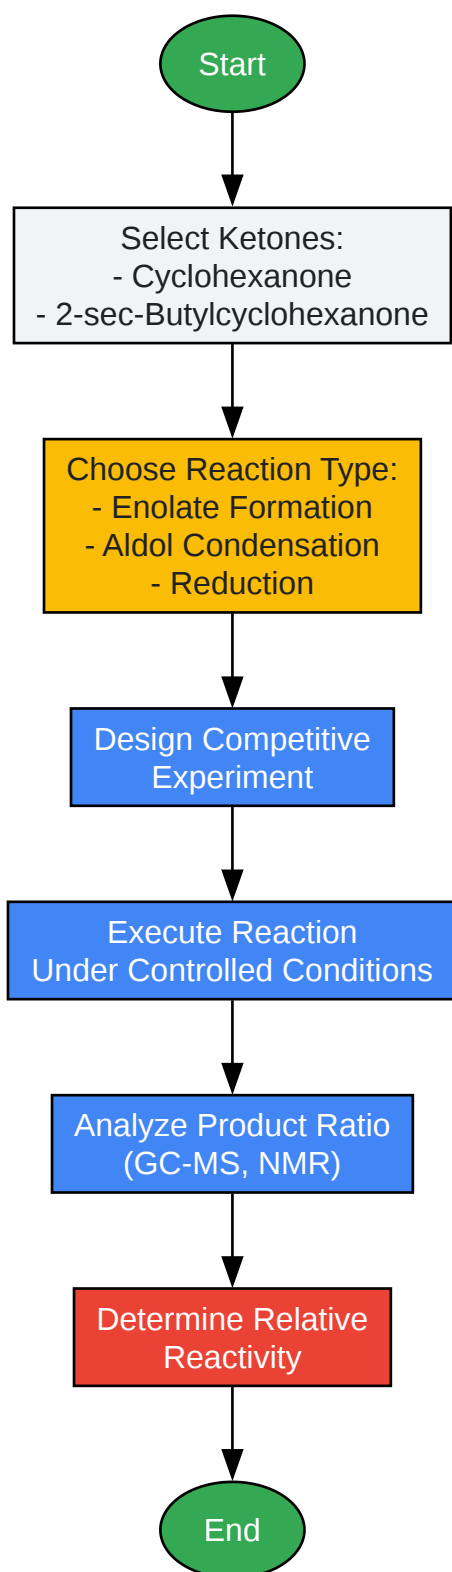 Start
Select Ketones:
- Cyclohexanone
- 2-sec-Butylcyclohexanone
Choose Reaction Type:
- Enolate Formation
- Aldol Condensation
- Reduction
Design Competitive
Experiment
Execute Reaction
Under Controlled Conditions
Analyze Product Ratio
(GC-MS, NMR)
Determine Relative
Reactivity
End